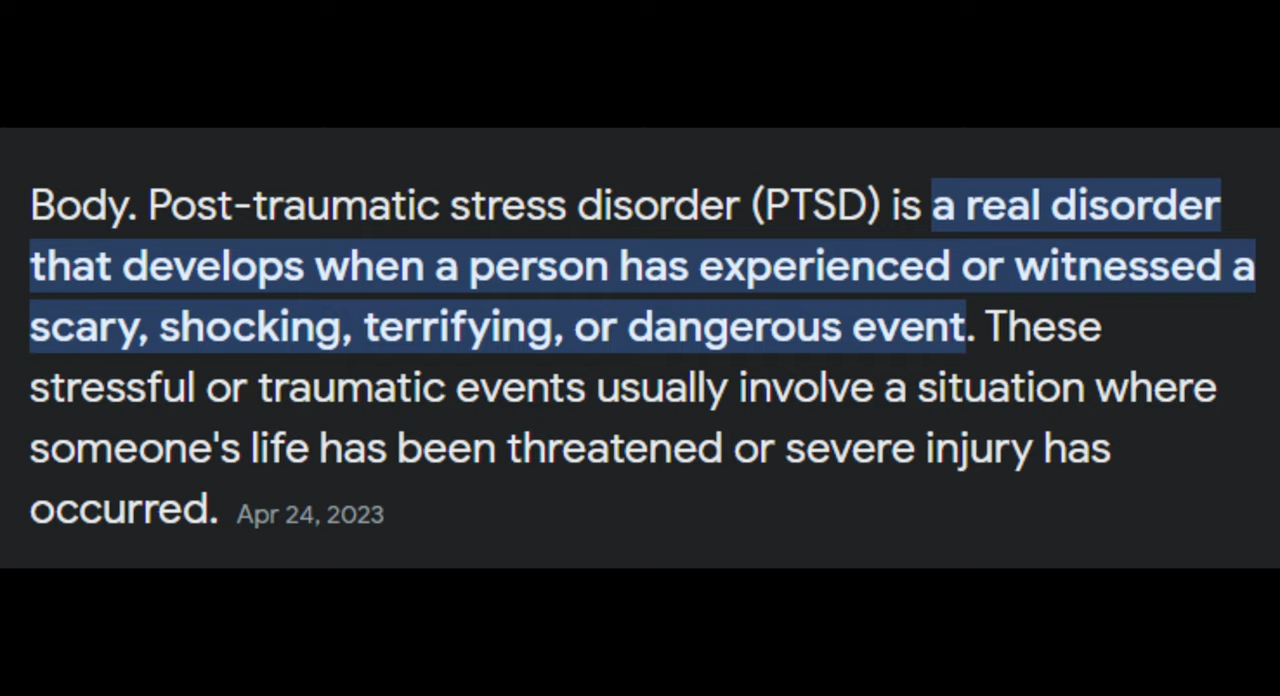 Body. Post-traumatic stress disorder (PTSD) is a real disorder
that develops when a person has experienced or witnessed a
scary, shocking, terrifying, or dangerous event. These
stressful or traumatic events usually involve a situation where
someone's life has been threatened or severe injury has
occurred. Apr 24, 2023